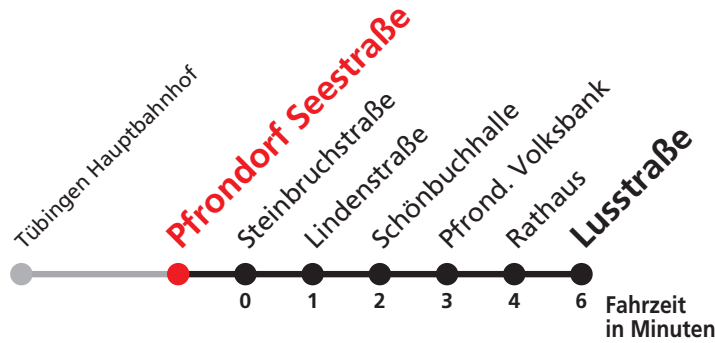 Tübingen Hauptbahnhof
Pfrondorf Seestraße
Steinbruchstraße
Lindenstraße
Schönbuchhalle
Pfrond. Volksbank
Rathaus
Lusstraße
0 1 2 3 4 6
Fahrzeit
in Minuten